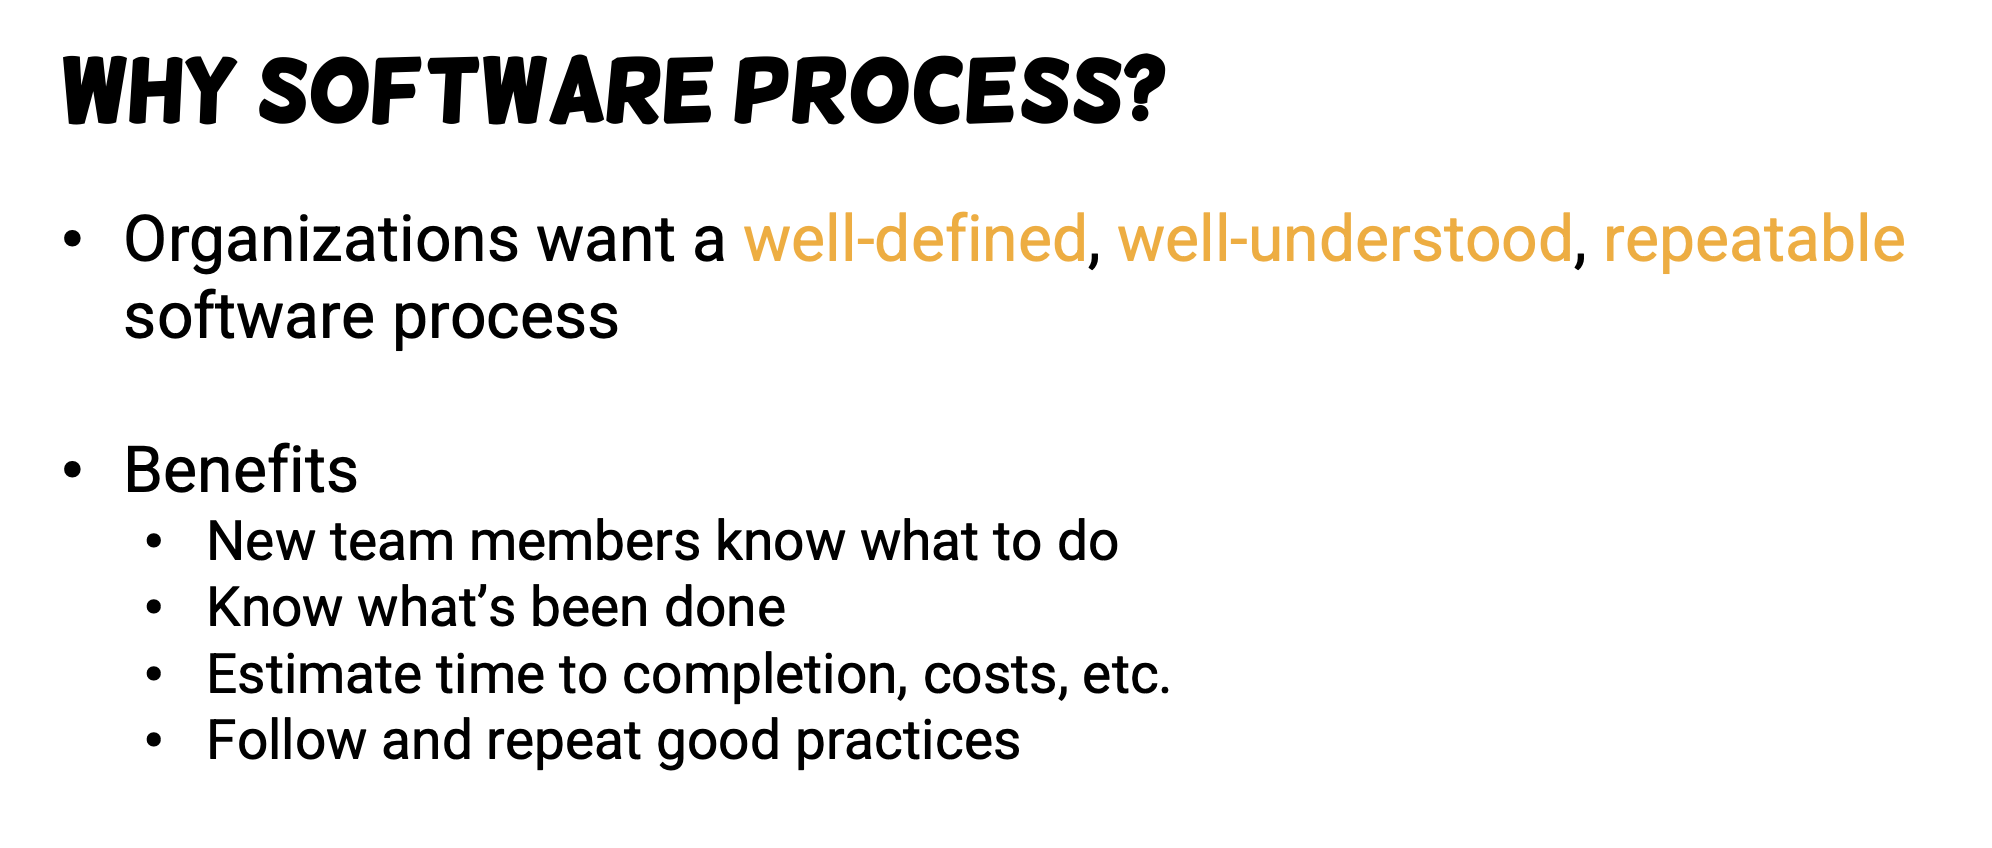 WHY SOFTWARE PROCESS?
• Organizations want a well-defined, well-understood, repeatable
software process
• Benefits
• New team members know what to do
• Know what’s been done
• Estimate time to completion, costs, etc.
• Follow and repeat good practices